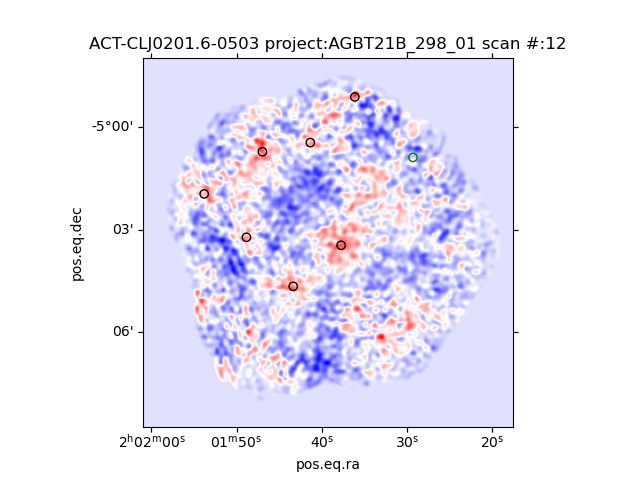 ACT-CLJ0201.6-0503 project:AGBT21B_298_01 scan #:12
-5°00'
03'
06'
pos.eq.dec
2ʰ02ᵐ00ˢ 01ᵐ50ˢ 40ˢ 30ˢ 20ˢ
pos.eq.ra